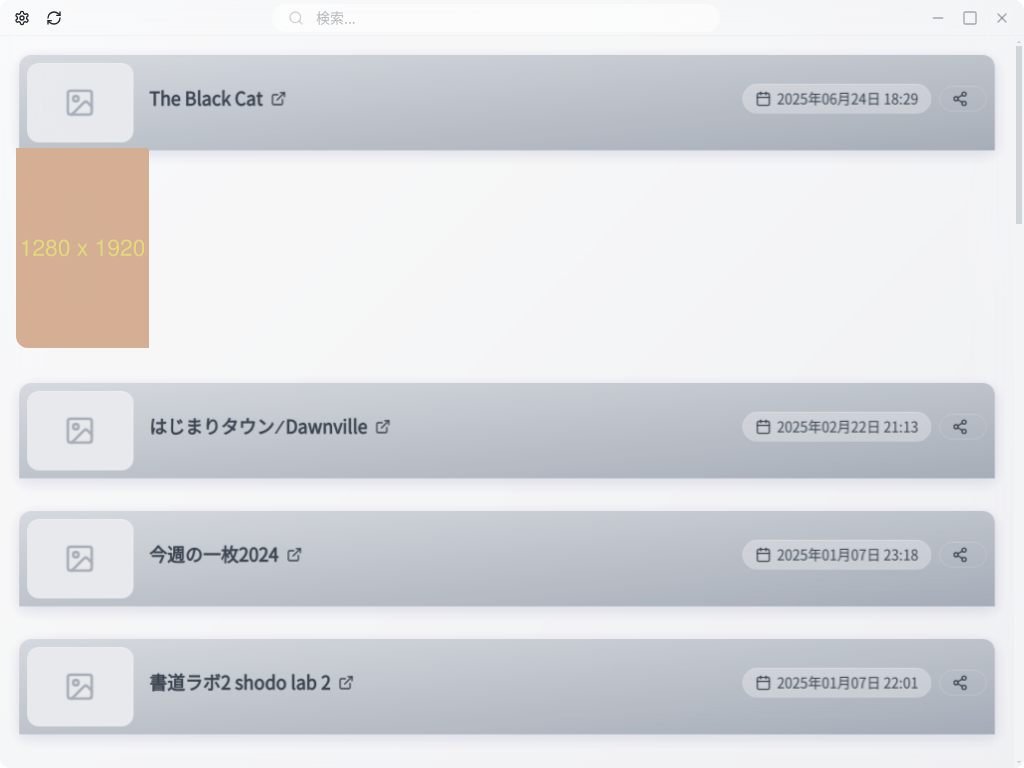 検索...
The Black Cat
2025年06月24日 18:29
1280 x 1920
はじまりタウン⁄Dawnville
2025年02月22日 21:13
今週の一枚2024
2025年01月07日 23:18
書道ラボ2 shodo lab 2
2025年01月07日 22:01